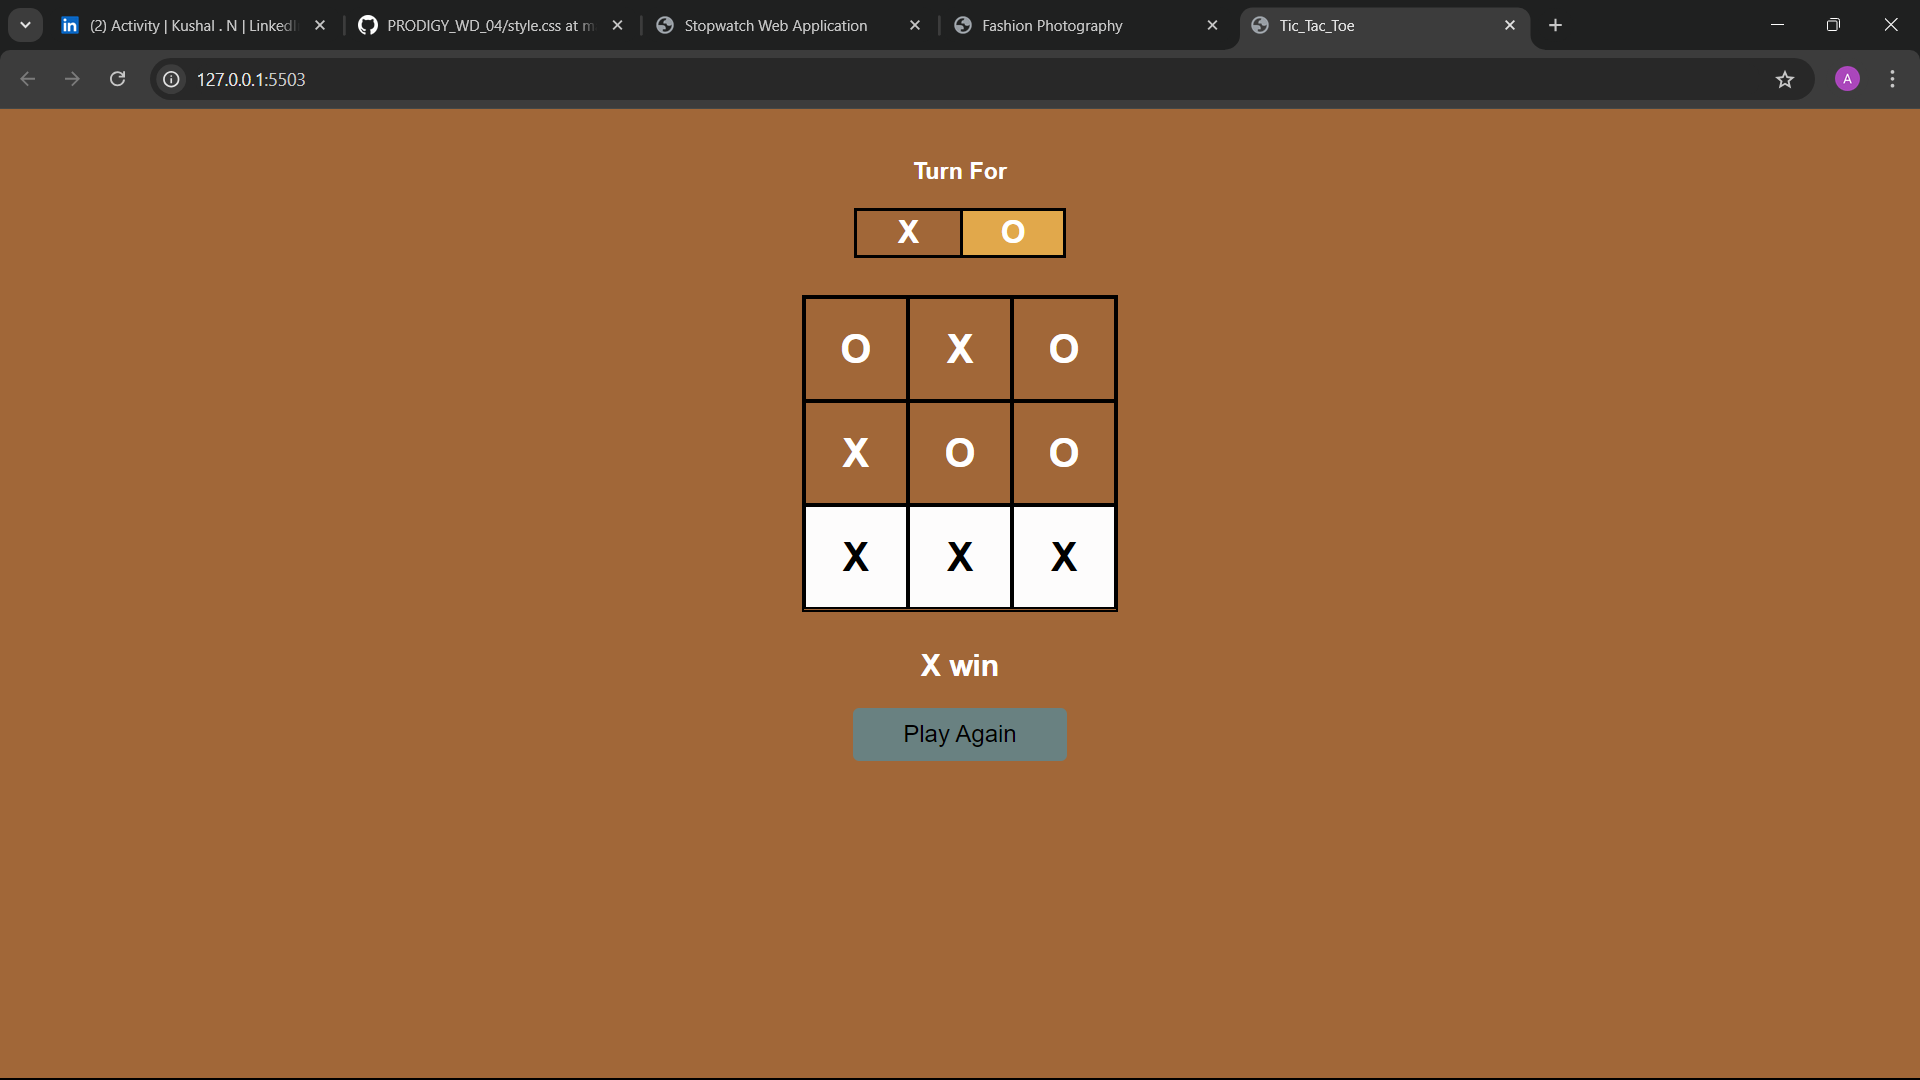 (2) Activity | Kushal . N | LinkedI
PRODIGY_WD_04/style.css at m
Stopwatch Web Application
Fashion Photography
Tic_Tac_Toe
127.0.0.1:5503
A
Turn For
X O
O X O
X O O
X X X
X win
Play Again